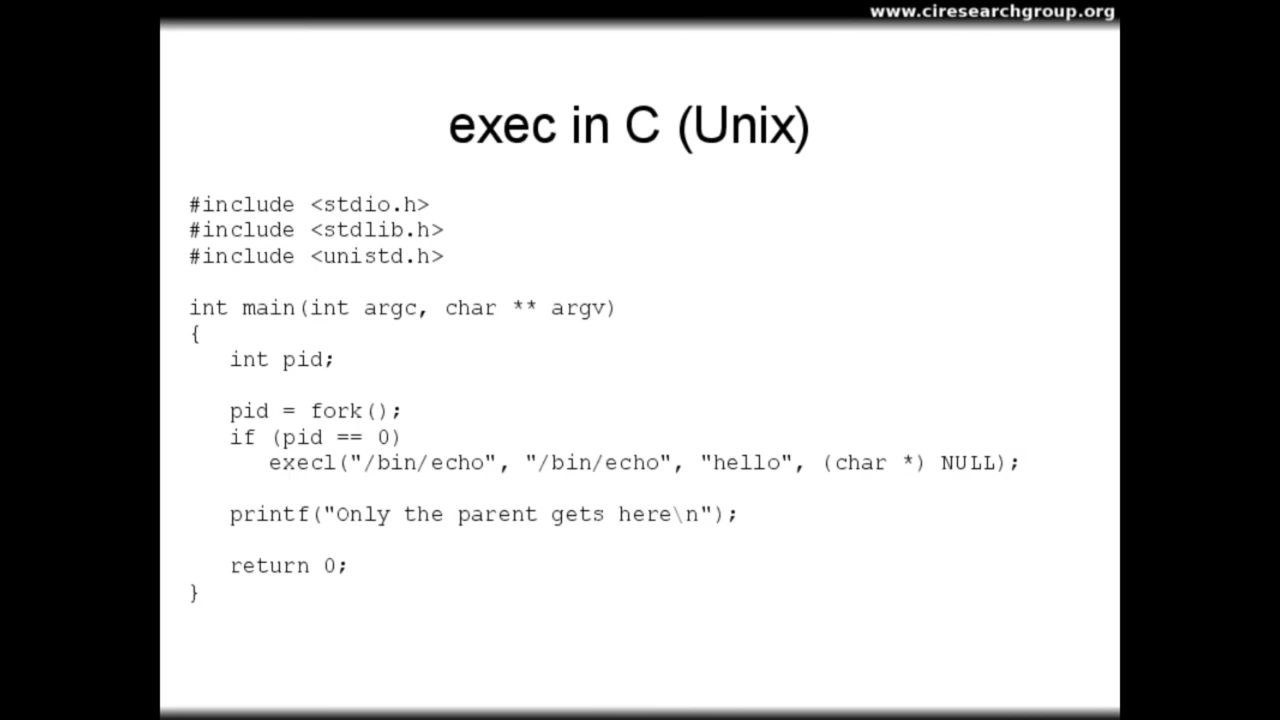 www.ciresearchgroup.org
exec in C (Unix)
#include <stdio.h>
#include <stdlib.h>
#include <unistd.h>
int main(int argc, char ** argv)
{
int pid;
pid = fork();
if (pid == 0)
execl("/bin/echo", "/bin/echo", "hello", (char *) NULL);
printf("Only the parent gets here\n");
return 0;
}